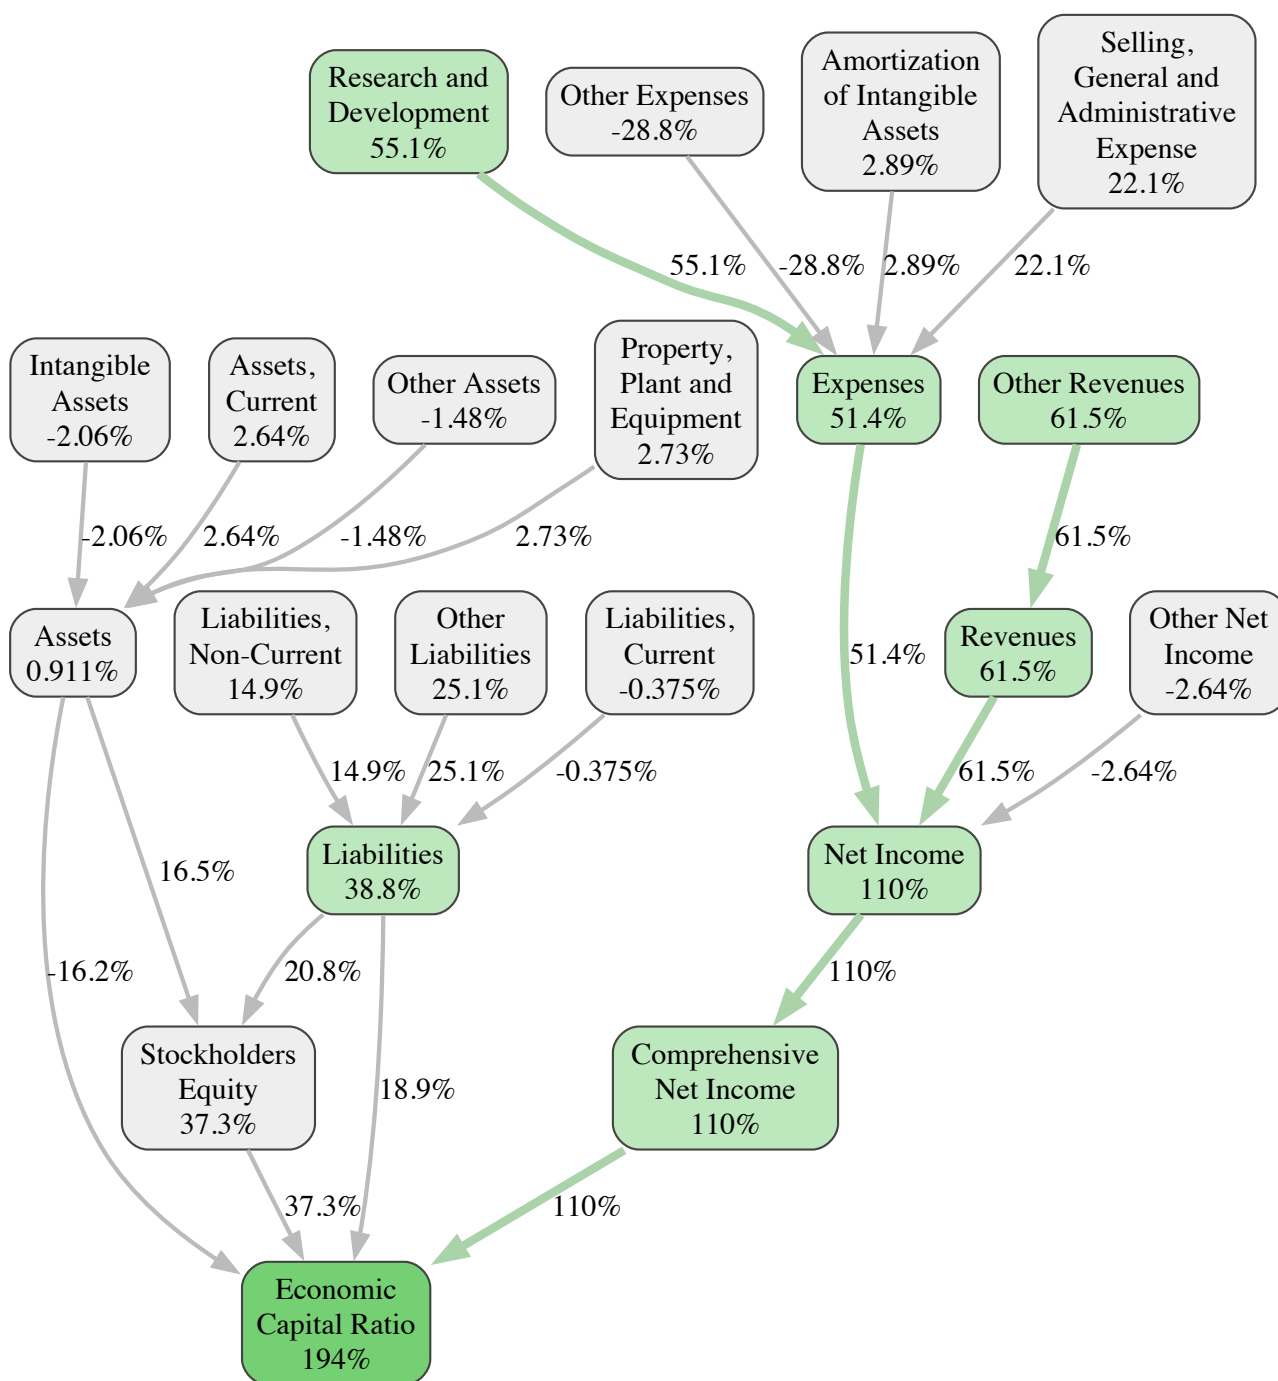 Research and
Development
55.1%
Other Expenses
-28.8%
Amortization
of Intangible
Assets
2.89%
Selling,
General and
Administrative
Expense
22.1%
55.1%
-28.8%
2.89%
22.1%
Intangible
Assets
-2.06%
Assets,
Current
2.64%
Other Assets
-1.48%
Property,
Plant and
Equipment
2.73%
Expenses
51.4%
Other Revenues
61.5%
-2.06%
2.64%
-1.48%
2.73%
61.5%
Assets
0.911%
Liabilities,
Non-Current
14.9%
Other
Liabilities
25.1%
Liabilities,
Current
-0.375%
51.4%
Revenues
61.5%
Other Net
Income
-2.64%
14.9%
25.1%
-0.375%
61.5%
-2.64%
16.5%
Liabilities
38.8%
Net Income
110%
-16.2%
20.8%
110%
Stockholders
Equity
37.3%
18.9%
Comprehensive
Net Income
110%
37.3%
110%
Economic
Capital Ratio
194%